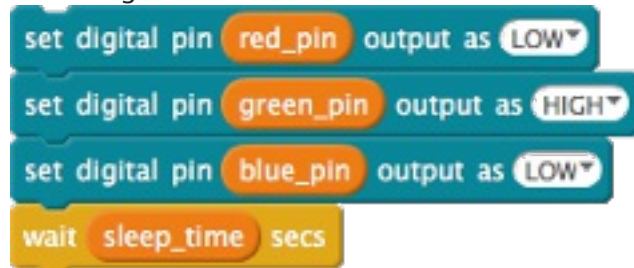 set digital pin red_pin output as LOW
set digital pin green_pin output as HIGH
set digital pin blue_pin output as LOW
wait sleep_time secs